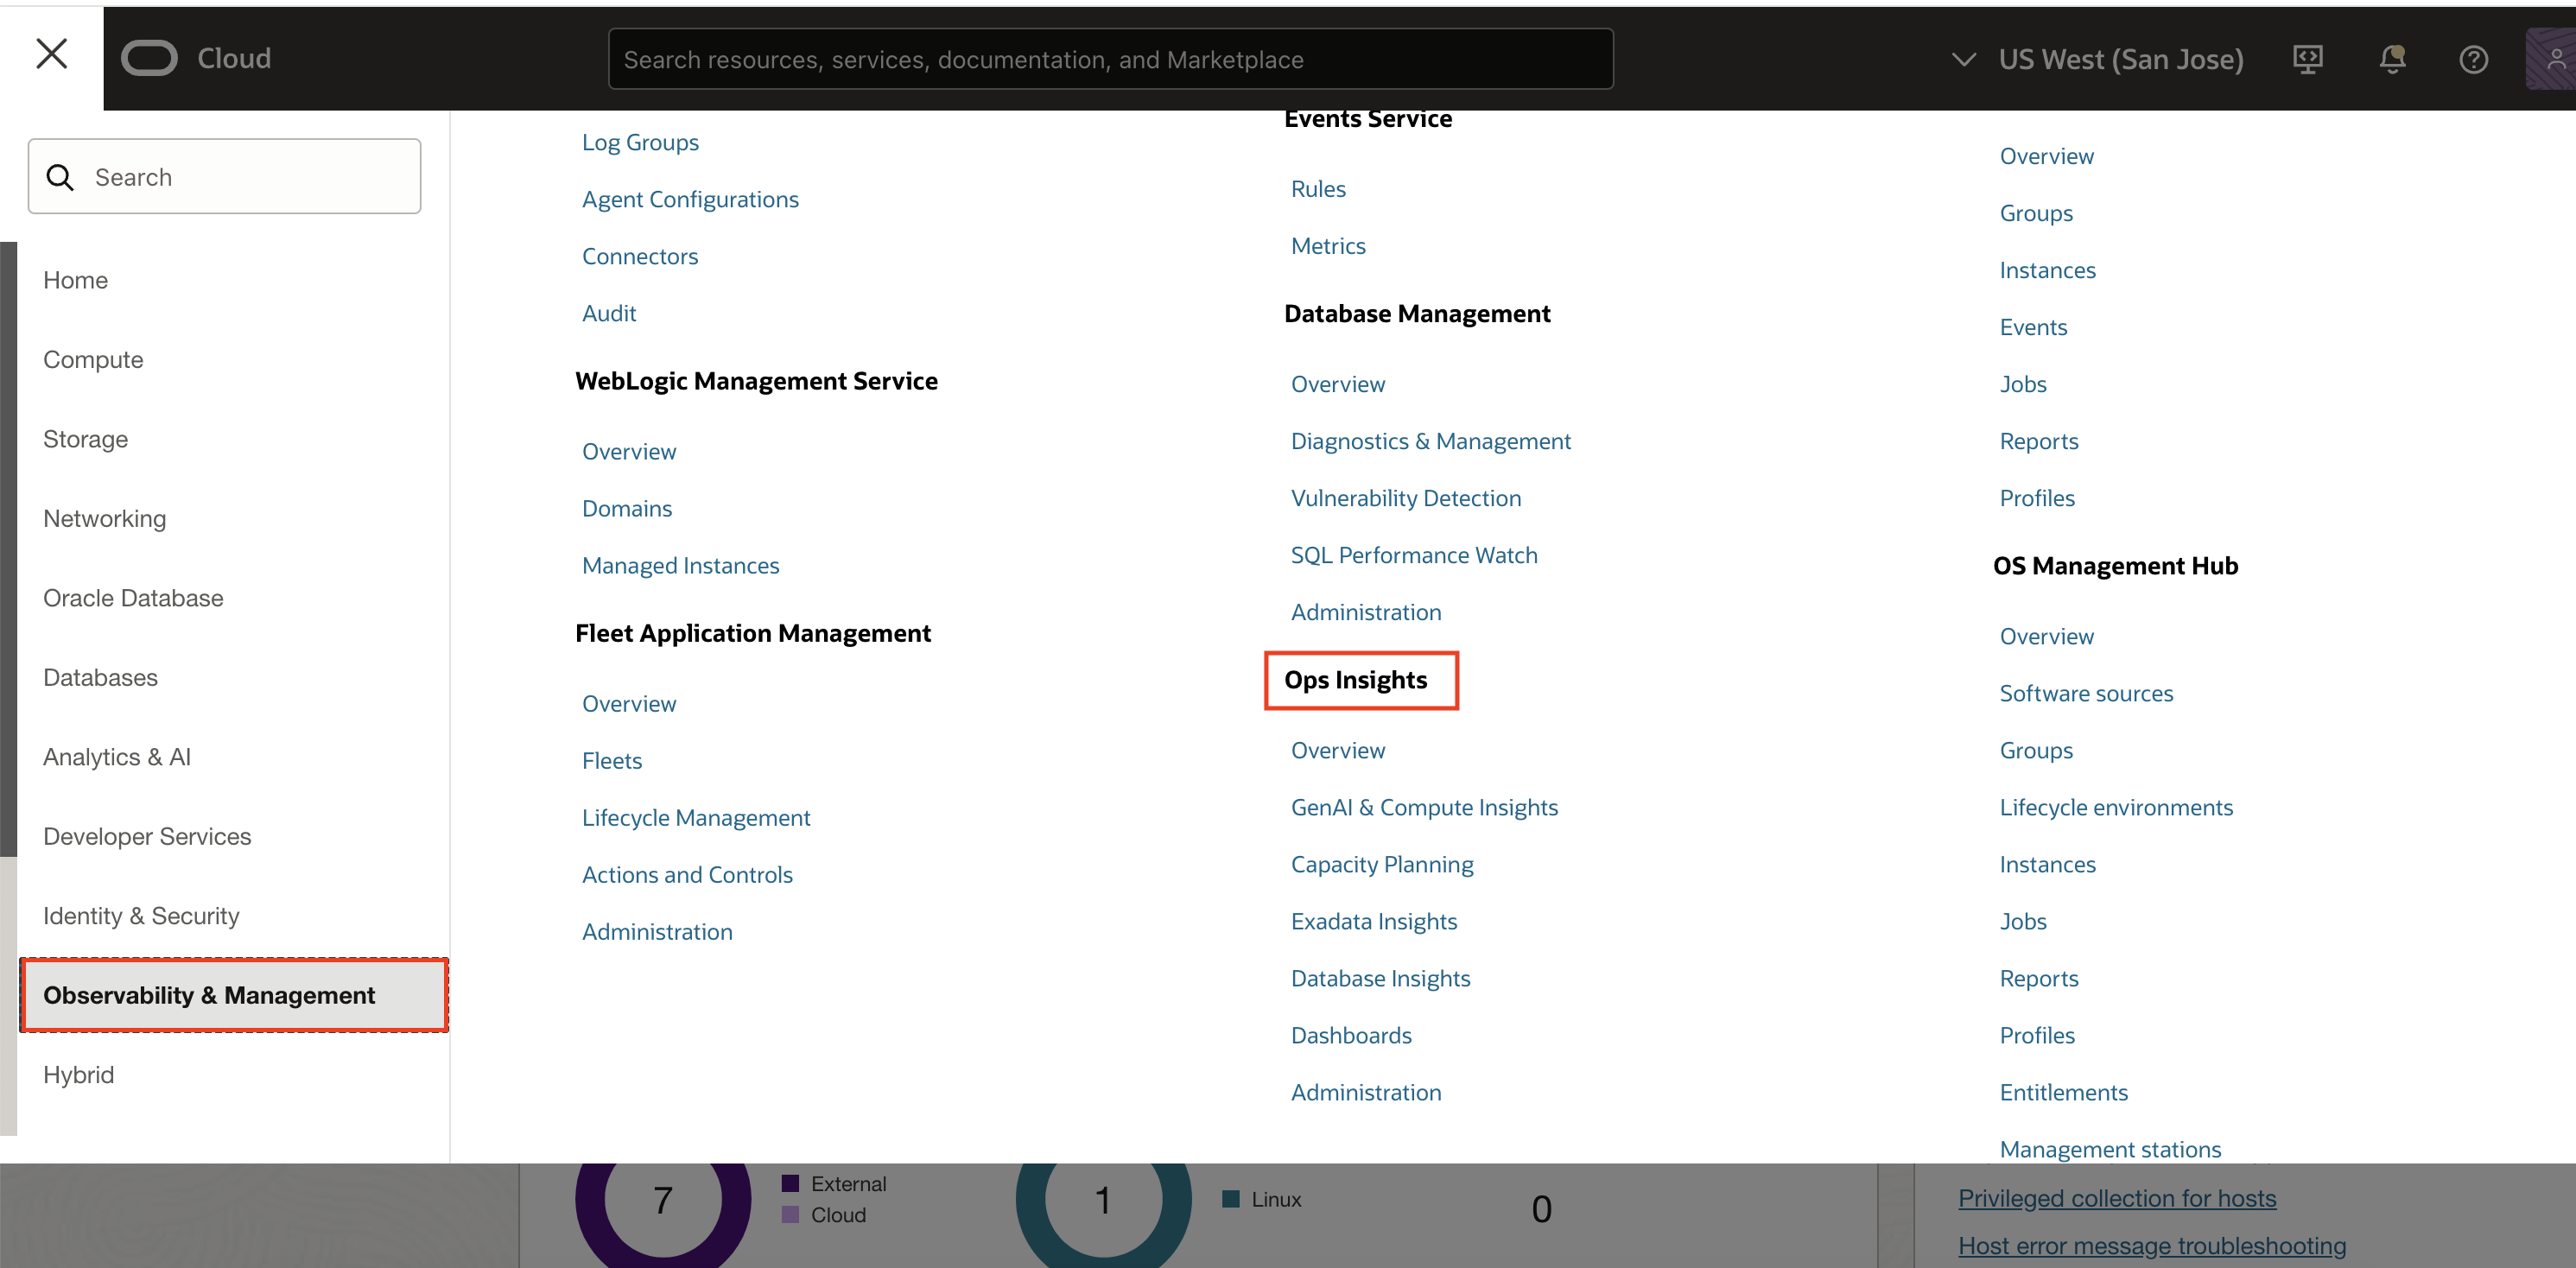 Cloud
Search resources, services, documentation, and Marketplace
US West (San Jose)
Search
Home
Compute
Storage
Networking
Oracle Database
Databases
Analytics & AI
Developer Services
Identity & Security
Observability & Management
Hybrid
Log Groups
Agent Configurations
Connectors
Audit
WebLogic Management Service
Overview
Domains
Managed Instances
Fleet Application Management
Overview
Fleets
Lifecycle Management
Actions and Controls
Administration
Events Service
Rules
Metrics
Database Management
Overview
Diagnostics & Management
Vulnerability Detection
SQL Performance Watch
Administration
Ops Insights
Overview
GenAI & Compute Insights
Capacity Planning
Exadata Insights
Database Insights
Dashboards
Administration
Overview
Groups
Instances
Events
Jobs
Reports
Profiles
OS Management Hub
Overview
Software sources
Groups
Lifecycle environments
Instances
Jobs
Reports
Profiles
Entitlements
Management stations
7
External
Cloud
1
Linux
0
Privileged collection for hosts
Host error message troubleshooting